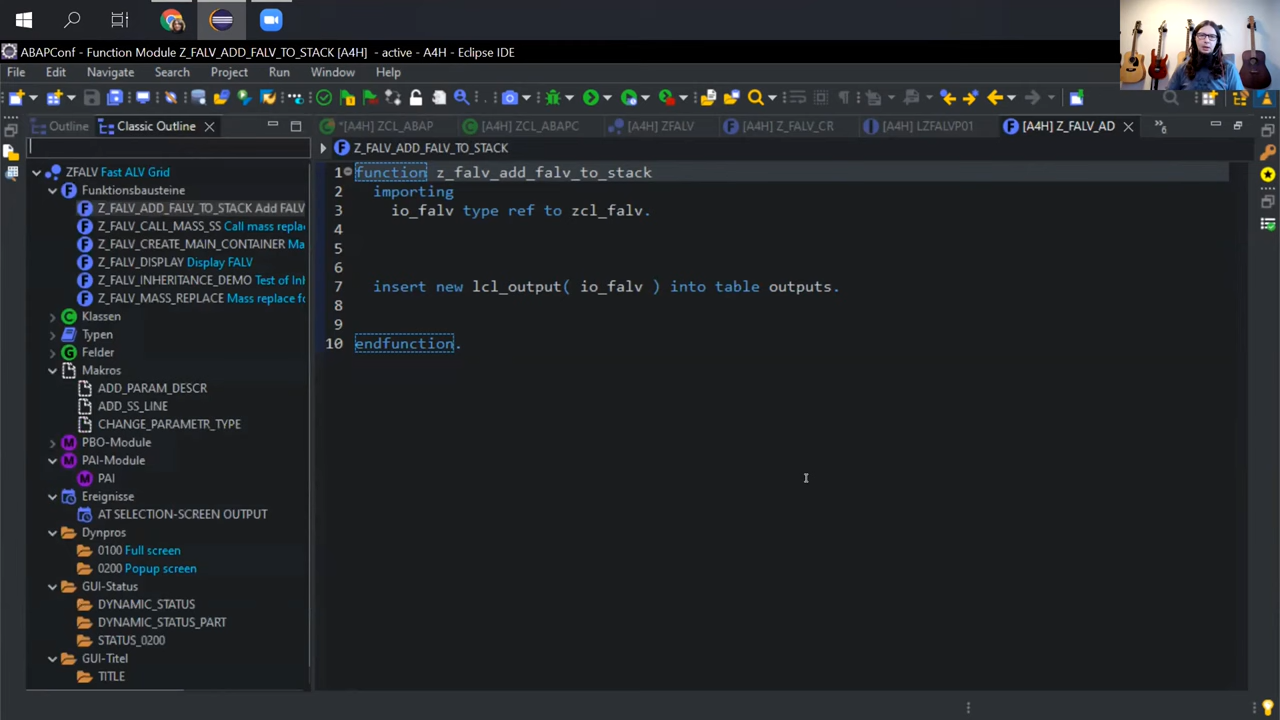 ABAPConf - Function Module Z_FALV_ADD_FALV_TO_STACK [A4H] - active - A4H - Eclipse IDE
File Edit Navigate Search Project Run Window Help
Outline Classic Outline *[A4H] ZCL_ABAP [A4H] ZCL_ABAPC [A4H] ZFALV [A4H] Z_FALV_CR [A4H] LZFALVP01 [A4H] Z_FALV_AD
Z_FALV_ADD_FALV_TO_STACK
ZFALV Fast ALV Grid
Funktionsbausteine
Z_FALV_ADD_FALV_TO_STACK Add FALV
Z_FALV_CALL_MASS_SS Call mass repla
Z_FALV_CREATE_MAIN_CONTAINER Ma
Z_FALV_DISPLAY Display FALV
Z_FALV_INHERITANCE_DEMO Test of Inh
Z_FALV_MASS_REPLACE Mass replace fo
Klassen
Typen
Felder
Makros
ADD_PARAM_DESCR
ADD_SS_LINE
CHANGE_PARAMETR_TYPE
PBO-Module
PAI-Module
PAI
Ereignisse
AT SELECTION-SCREEN OUTPUT
Dynpros
0100 Full screen
0200 Popup screen
GUI-Status
DYNAMIC_STATUS
DYNAMIC_STATUS_PART
STATUS_0200
GUI-Titel
TITLE
1 function z_falv_add_falv_to_stack
2 importing
3 io_falv type ref to zcl_falv.
4
5
6
7 insert new lcl_output( io_falv ) into table outputs.
8
9
10 endfunction.